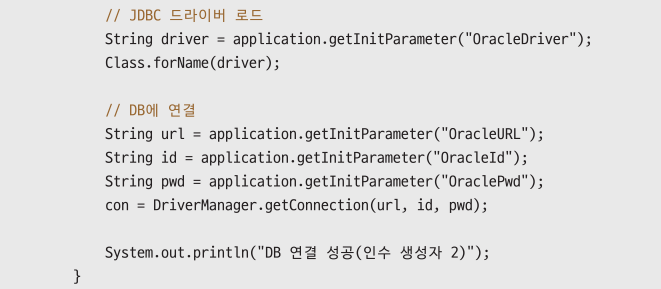 // JDBC 드라이버 로드
String driver = application.getInitParameter("OracleDriver");
Class.forName(driver);

// DB에 연결
String url = application.getInitParameter("OracleURL");
String id = application.getInitParameter("OracleId");
String pwd = application.getInitParameter("OraclePwd");
con = DriverManager.getConnection(url, id, pwd);

System.out.println("DB 연결 성공(인수 생성자 2)");
}